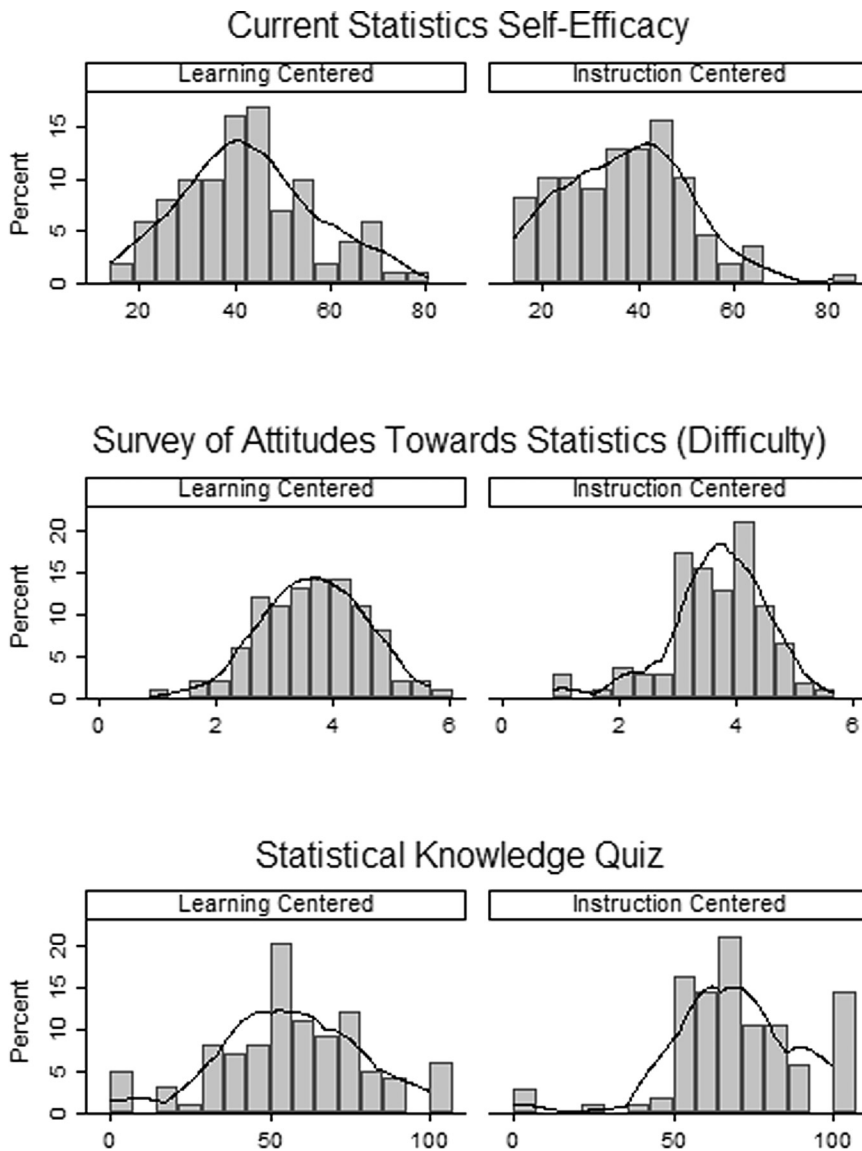 Current Statistics Self-Efficacy
Learning Centered Instruction Centered
Percent
15
10
5
0
20 40 60 80 20 40 60 80
Survey of Attitudes Towards Statistics (Difficulty)
Learning Centered Instruction Centered
Percent
20
15
10
5
0
0 2 4 6 0 2 4 6
Statistical Knowledge Quiz
Learning Centered Instruction Centered
Percent
20
15
10
5
0
0 50 100 0 50 100